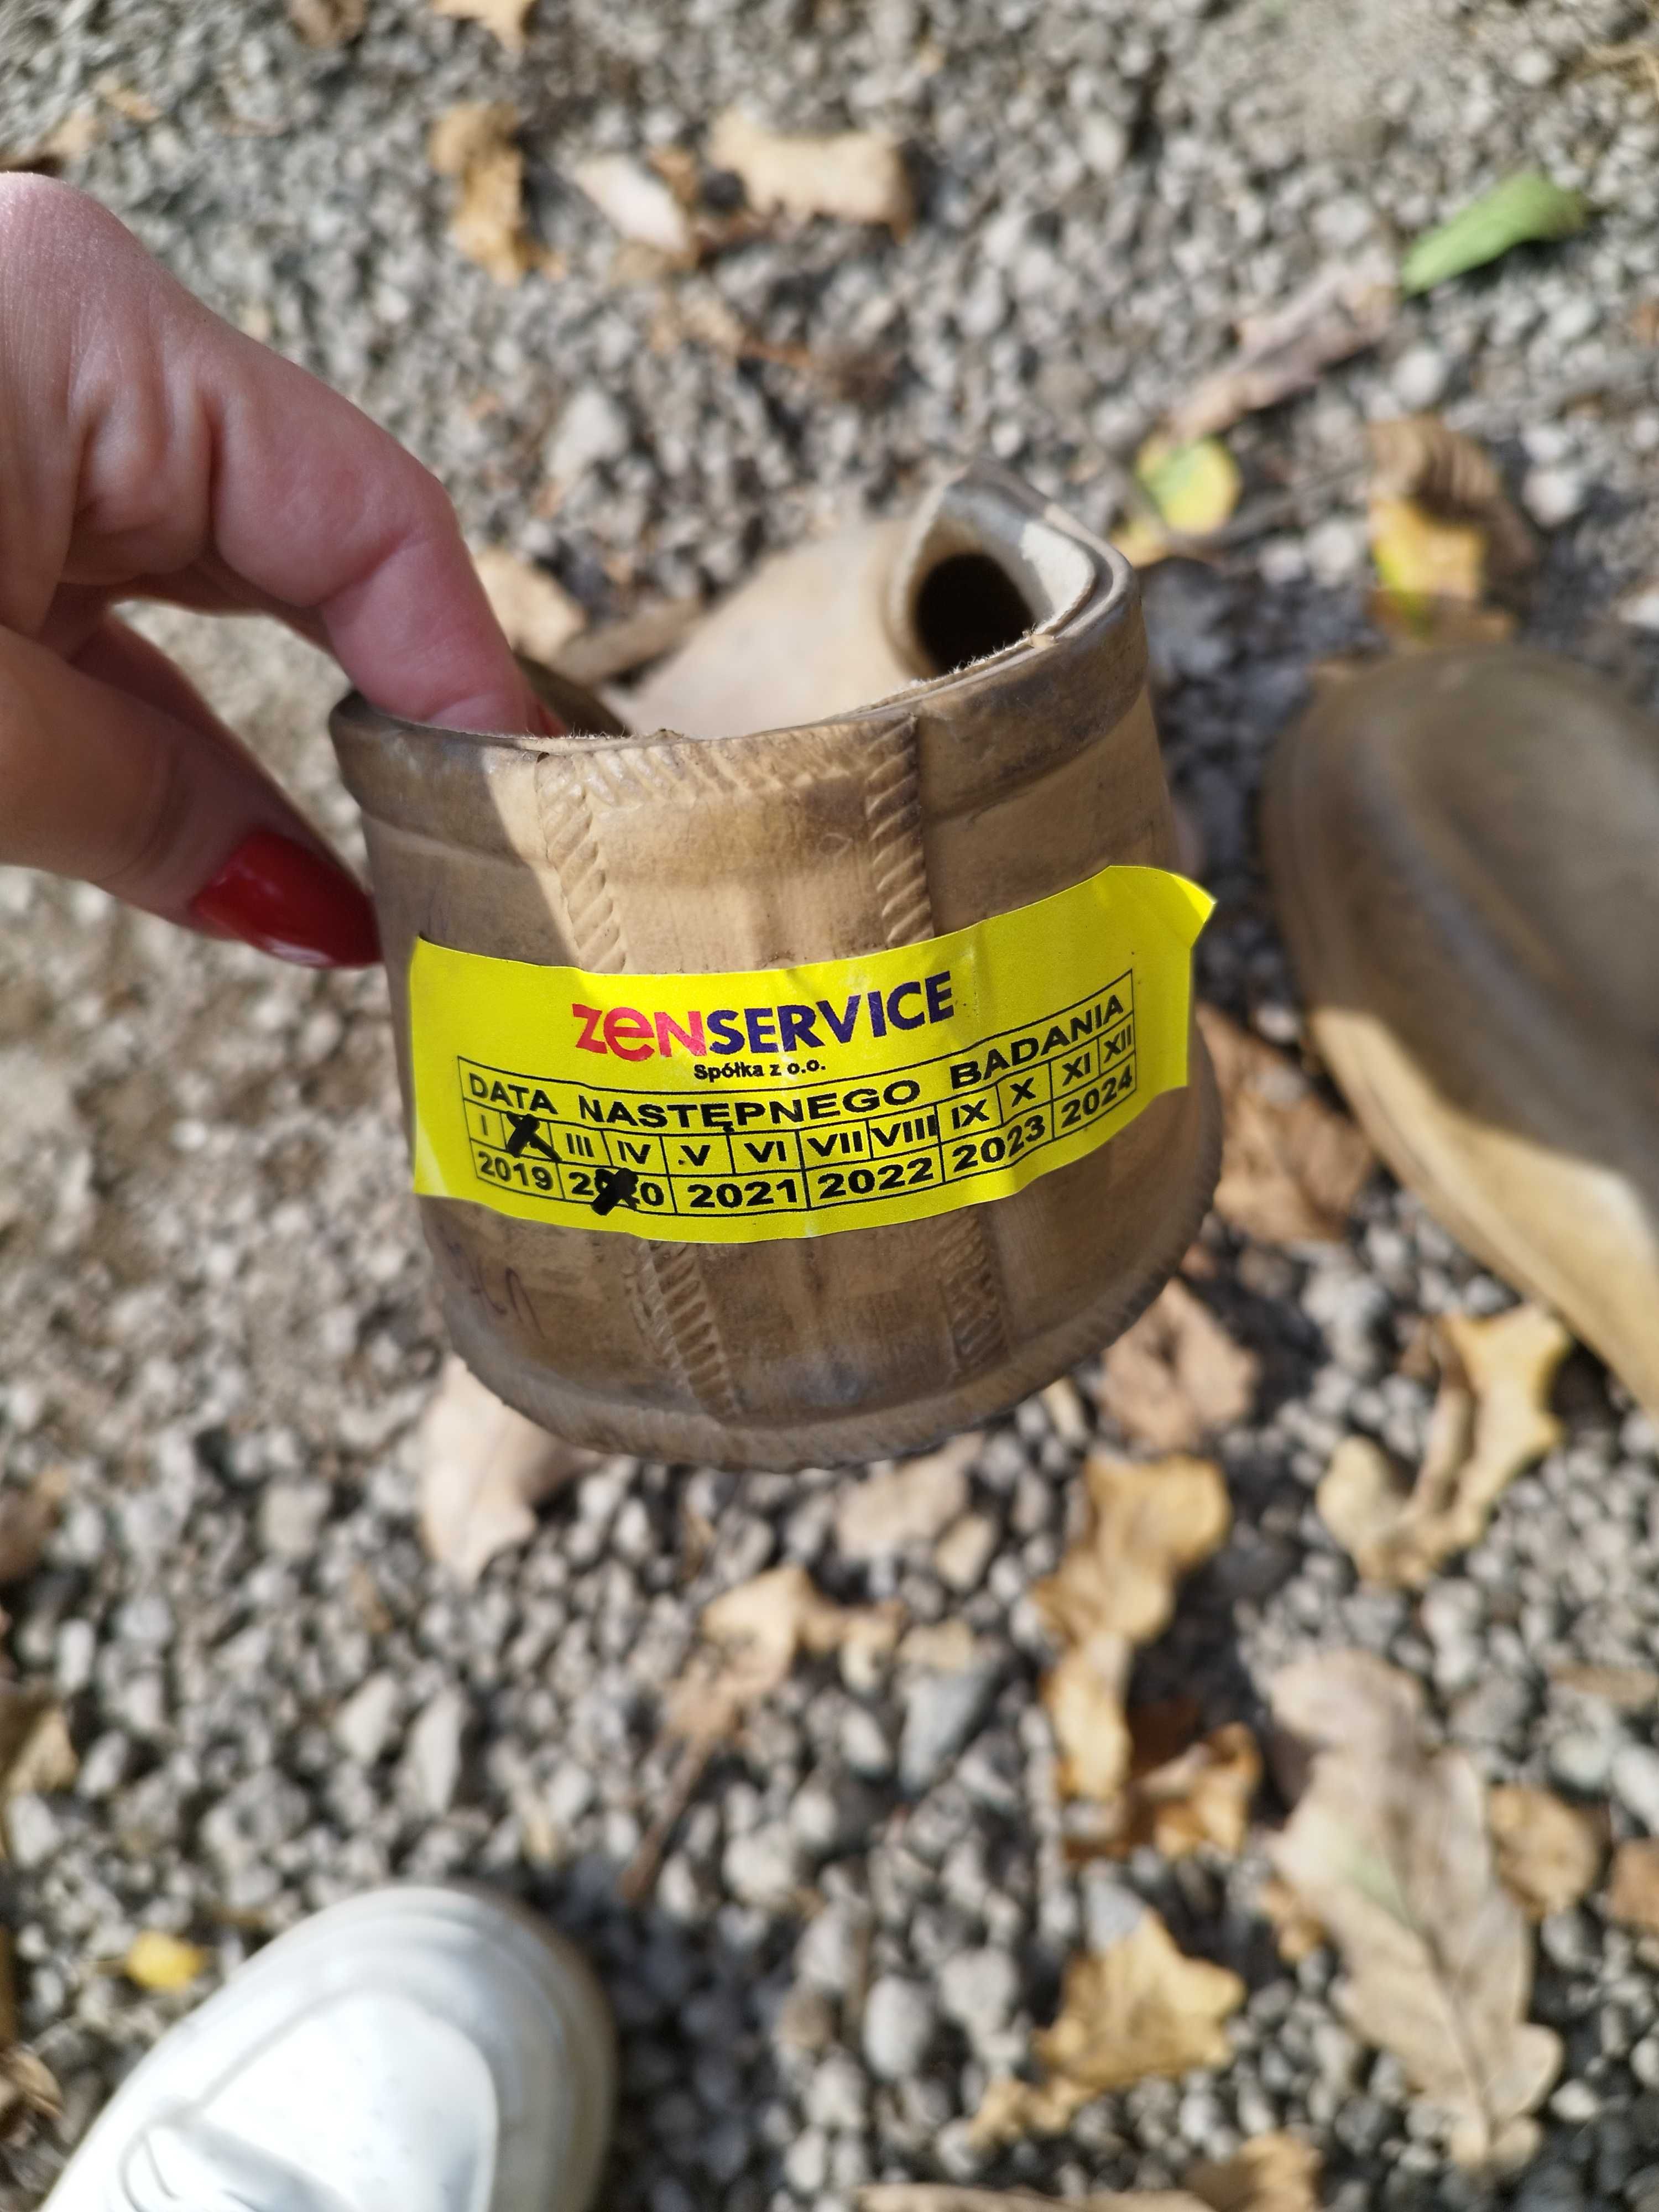 zenSERVICE
Spółka z o.o.
DATA NASTĘPNEGO BADANIA
I III IV V VI VII VIII IX X XI XII
2019 2020 2021 2022 2023 2024